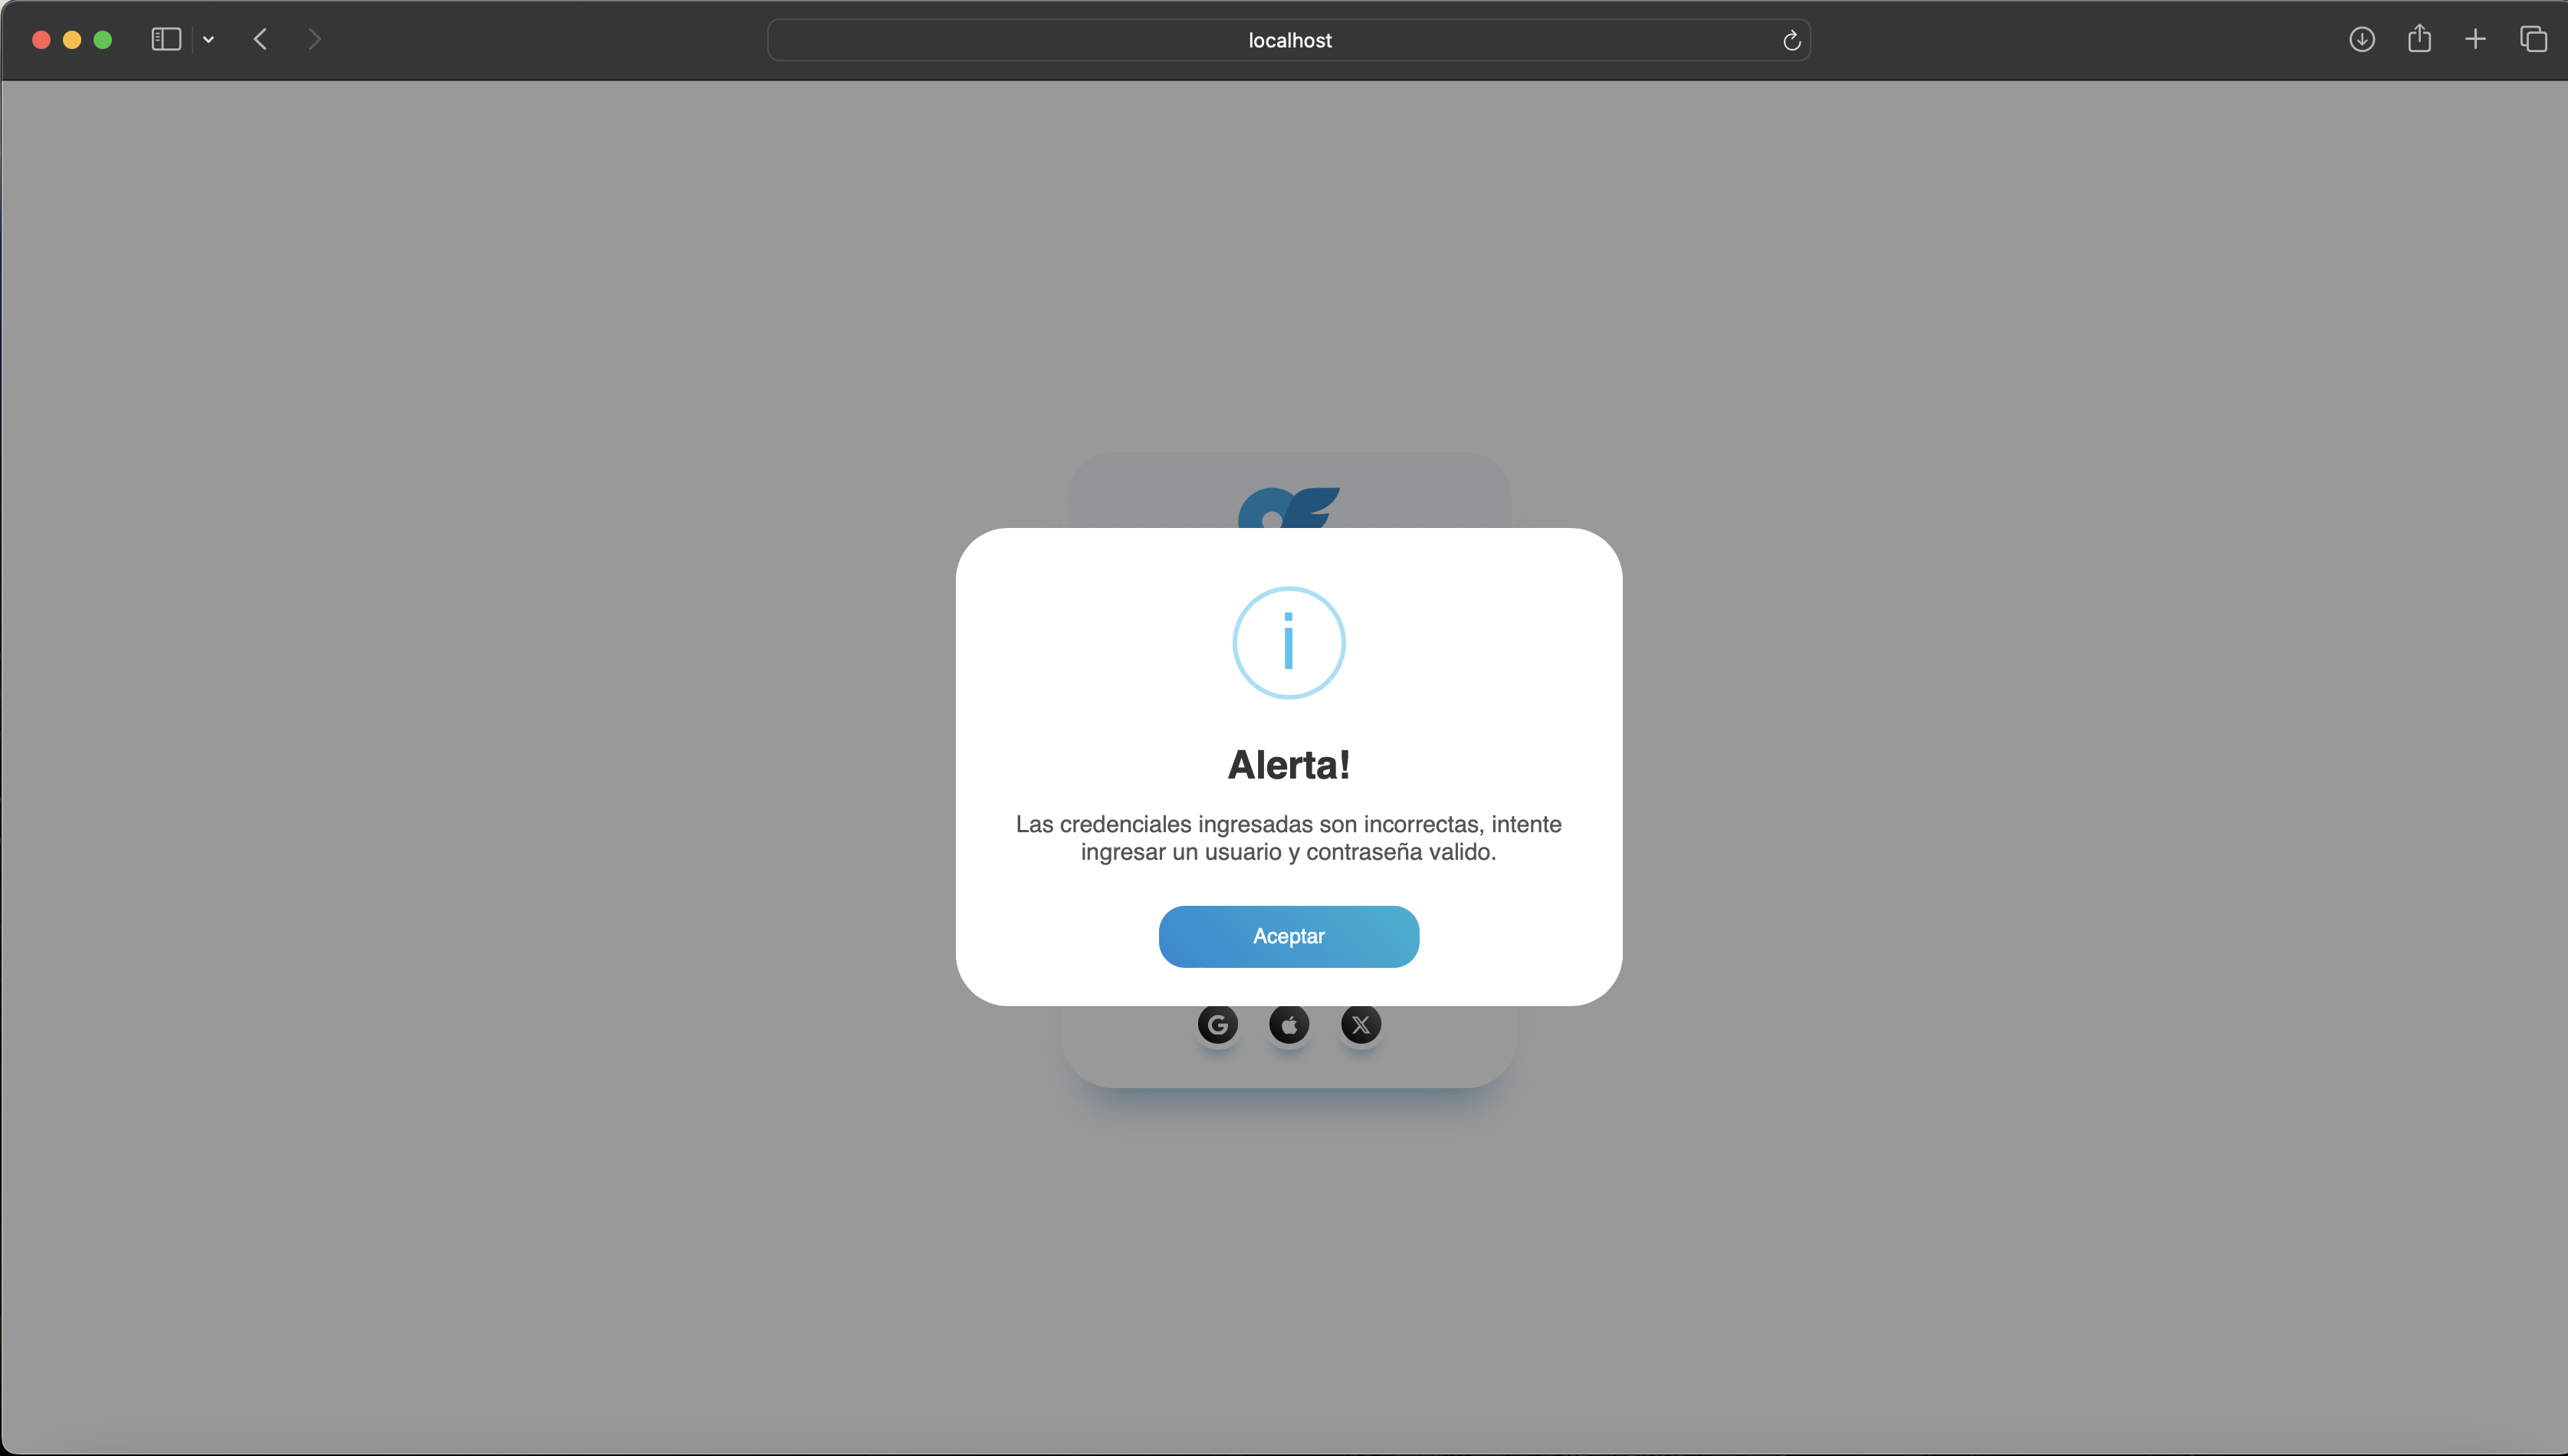 localhost
Alerta!
Las credenciales ingresadas son incorrectas, intente
ingresar un usuario y contraseña valido.
Aceptar